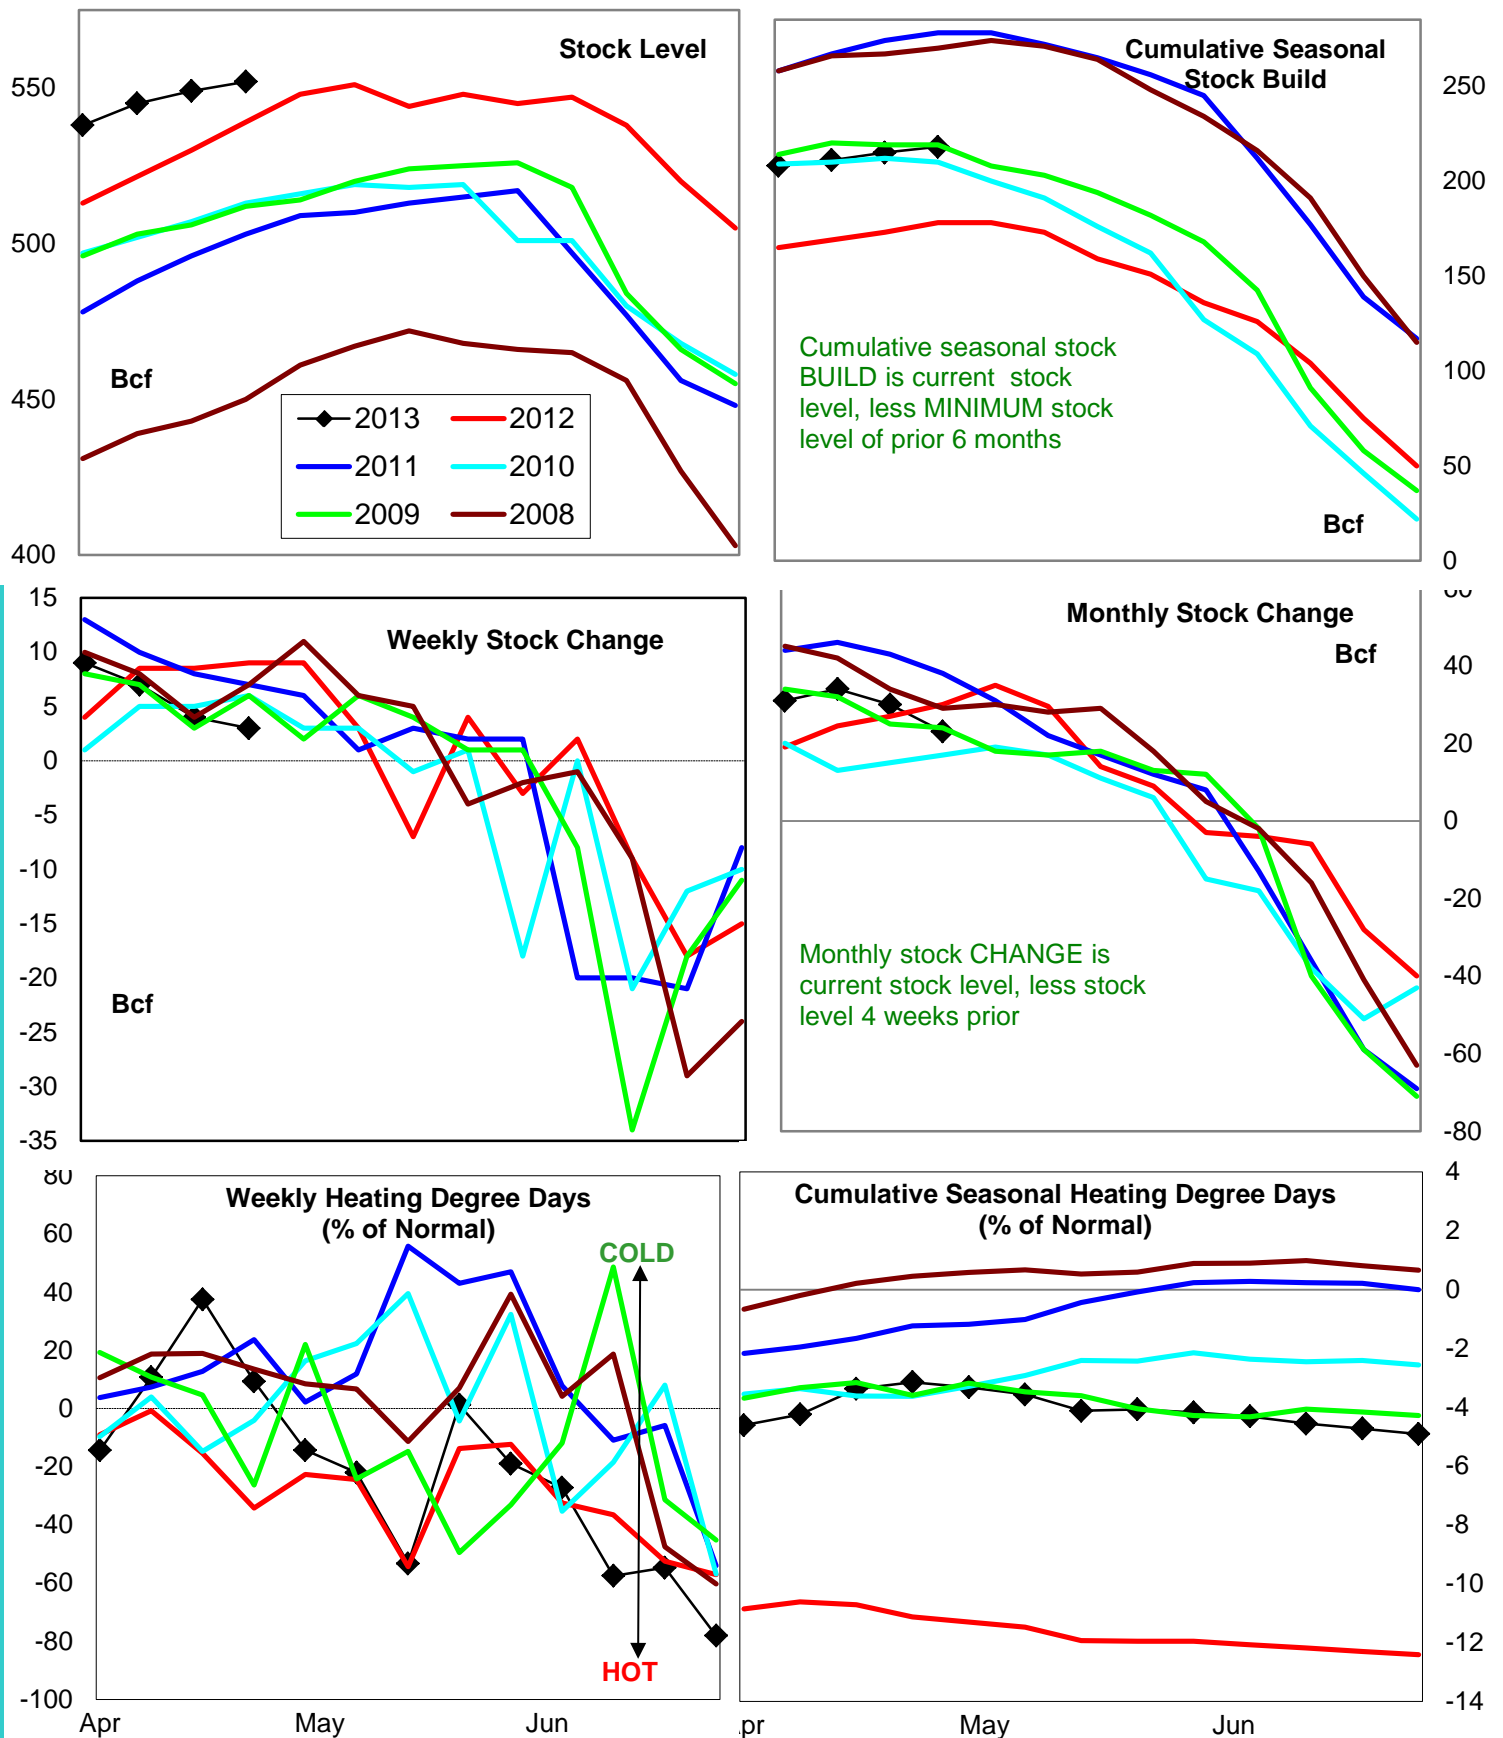 Stock Level
550
500
450
400
Bcf
2013
2012
2011
2010
2009
2008
Cumulative Seasonal
Stock Build
250
200
150
100
50
0
Cumulative seasonal stock
BUILD is current stock
level, less MINIMUM stock
level of prior 6 months
Bcf
Weekly Stock Change
15
10
5
0
-5
-10
-15
-20
-25
-30
-35
Bcf
Monthly Stock Change
Bcf
60
40
20
0
-20
-40
-60
-80
Monthly stock CHANGE is
current stock level, less stock
level 4 weeks prior
Weekly Heating Degree Days
(% of Normal)
80
60
40
20
0
-20
-40
-60
-80
-100
COLD
HOT
Apr
May
Jun
Cumulative Seasonal Heating Degree Days
(% of Normal)
4
2
0
-2
-4
-6
-8
-10
-12
-14
pr
May
Jun